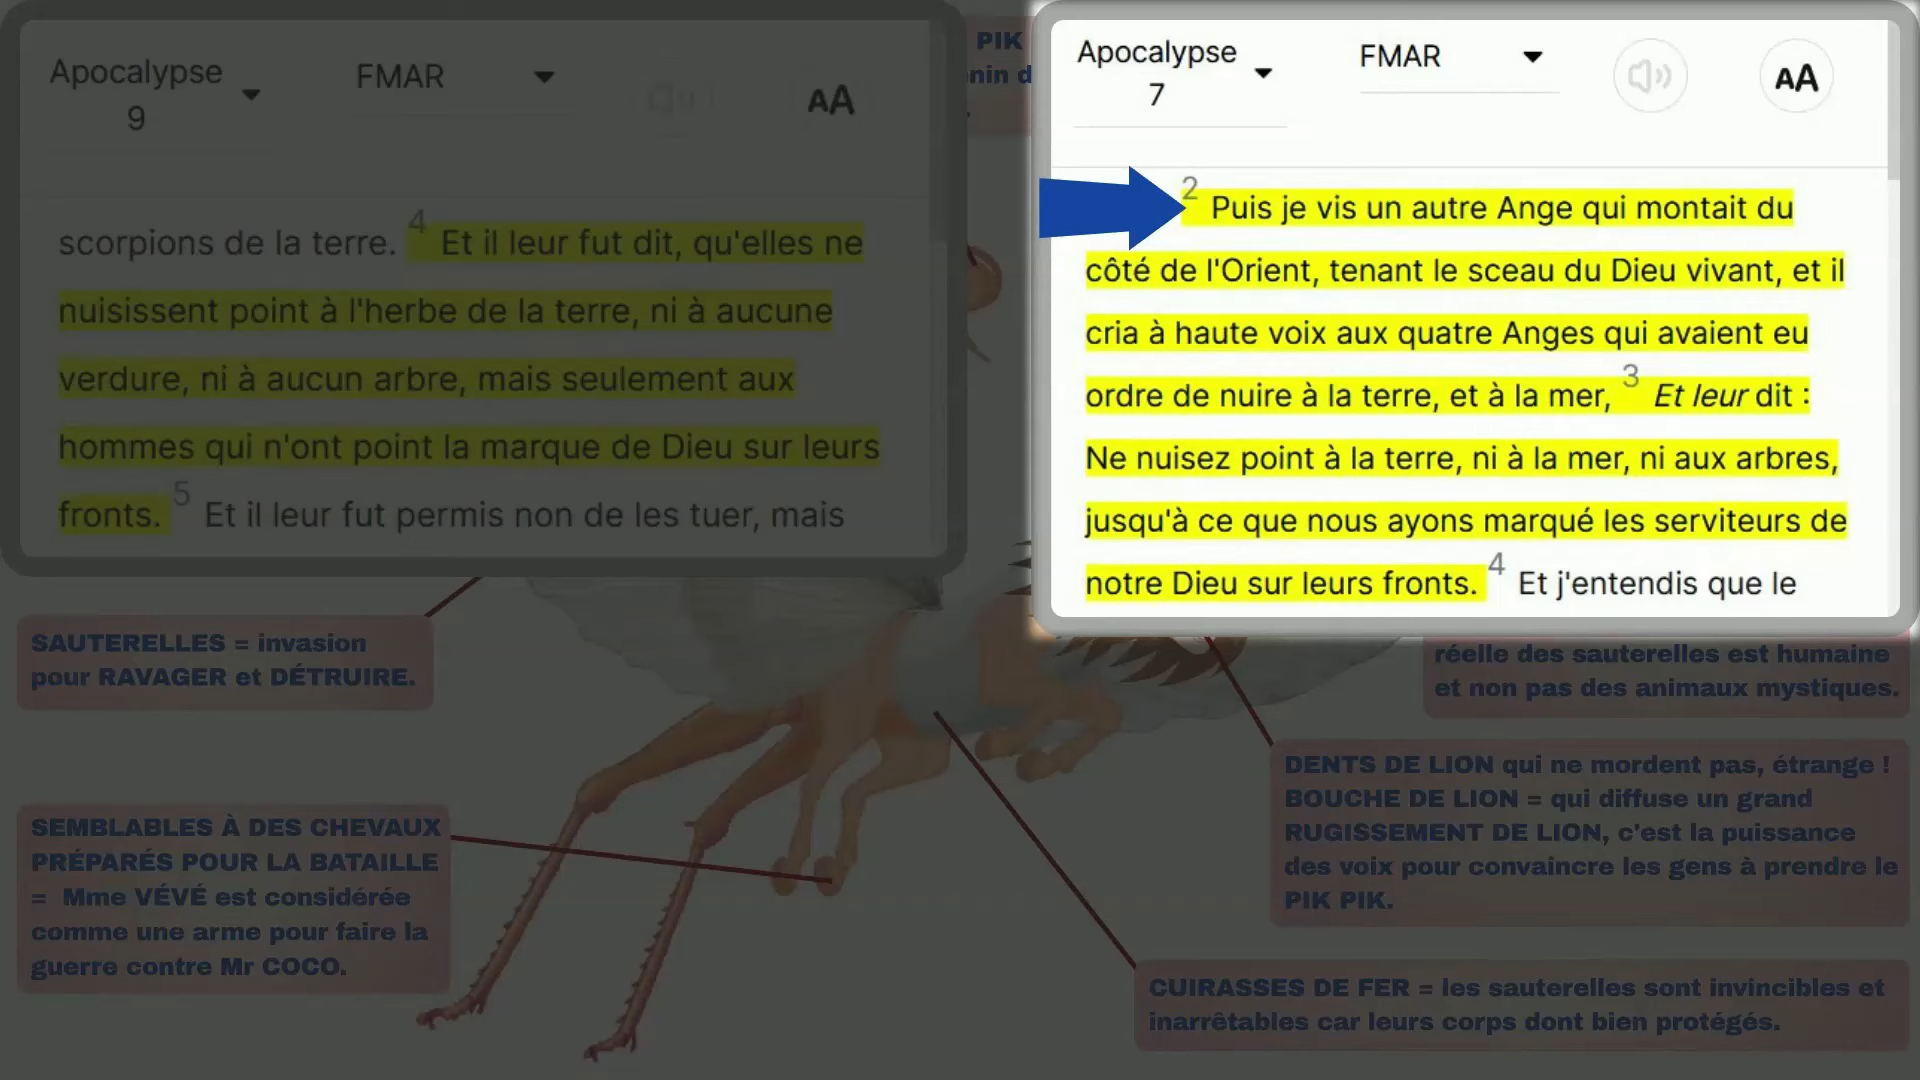 Apocalypse
9
FMAR
AA
scorpions de la terre. 4 Et il leur fut dit, qu'elles ne
nuisissent point à l'herbe de la terre, ni à aucune
verdure, ni à aucun arbre, mais seulement aux
hommes qui n'ont point la marque de Dieu sur leurs
fronts. 5 Et il leur fut permis non de les tuer, mais
PIK
nin d
Apocalypse
7
FMAR
AA
2 Puis je vis un autre Ange qui montait du
côté de l'Orient, tenant le sceau du Dieu vivant, et il
cria à haute voix aux quatre Anges qui avaient eu
ordre de nuire à la terre, et à la mer, 3 Et leur dit :
Ne nuisez point à la terre, ni à la mer, ni aux arbres,
jusqu'à ce que nous ayons marqué les serviteurs de
notre Dieu sur leurs fronts. 4 Et j'entendis que le
SAUTERELLES = invasion
pour RAVAGER et DÉTRUIRE.
SEMBLABLES À DES CHEVAUX
PRÉPARÉS POUR LA BATAILLE
= Mme VÉVÉ est considérée
comme une arme pour faire la
guerre contre Mr COCO.
réelle des sauterelles est humaine
et non pas des animaux mystiques.
DENTS DE LION qui ne mordent pas, étrange !
BOUCHE DE LION = qui diffuse un grand
RUGISSEMENT DE LION, c'est la puissance
des voix pour convaincre les gens à prendre le
PIK PIK.
CUIRASSES DE FER = les sauterelles sont invincibles et
inarrêtables car leurs corps dont bien protégés.